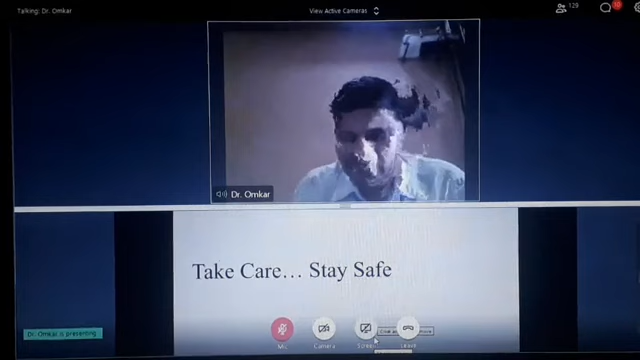 Talking: Dr. Omkar
View Active Cameras
129
Dr. Omkar
Take Care... Stay Safe
Dr. Omkar is presenting
Mic
Camera
Screen
Leave